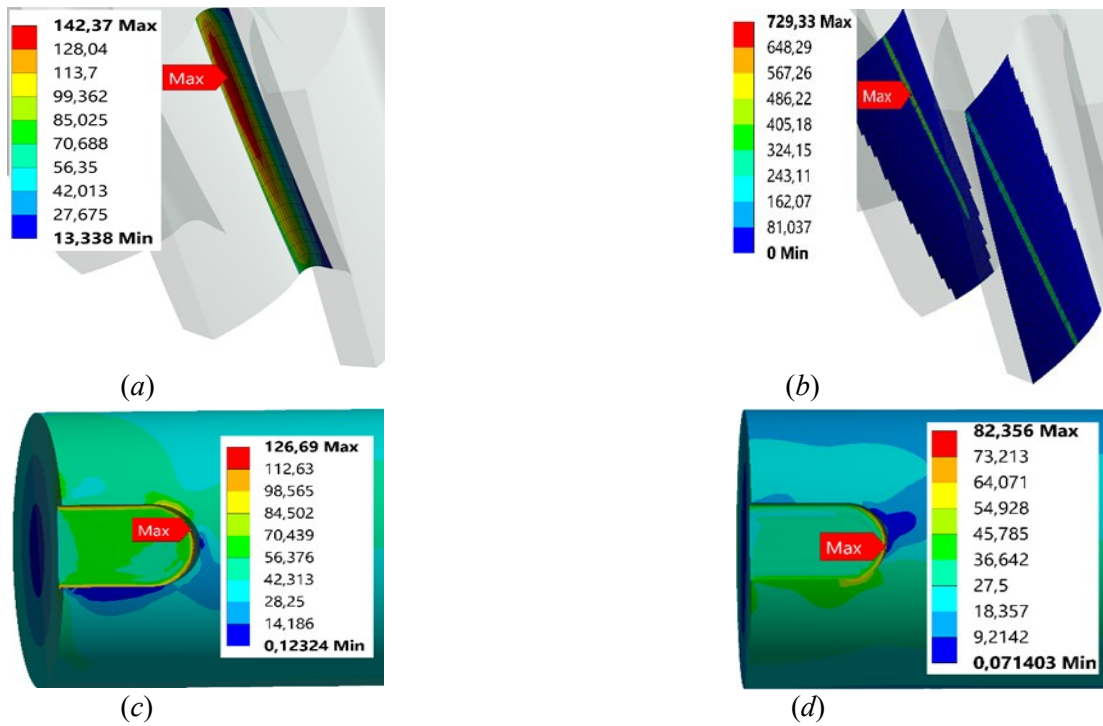 142,37 Max
128,04
113,7
99,362
85,025
70,688
56,35
42,013
27,675
13,338 Min
Max
(a)
729,33 Max
648,29
567,26
486,22
405,18
324,15
243,11
162,07
81,037
0 Min
Max
(b)
126,69 Max
112,63
98,565
84,502
70,439
56,376
42,313
28,25
14,186
0,12324 Min
Max
(c)
82,356 Max
73,213
64,071
54,928
45,785
36,642
27,5
18,357
9,2142
0,071403 Min
Max
(d)